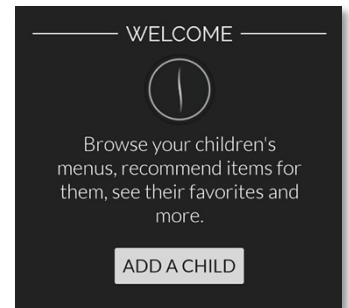 WELCOME
Browse your children's
menus, recommend items for
them, see their favorites and
more.
ADD A CHILD